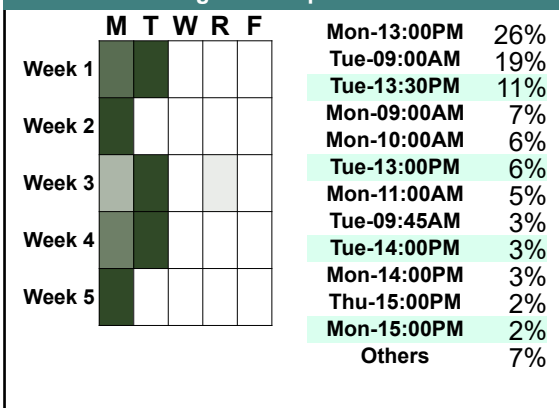 M T W R F
Week 1
Week 2
Week 3
Week 4
Week 5
Mon-13:00PM 26%
Tue-09:00AM 19%
Tue-13:30PM 11%
Mon-09:00AM 7%
Mon-10:00AM 6%
Tue-13:00PM 6%
Mon-11:00AM 5%
Tue-09:45AM 3%
Tue-14:00PM 3%
Mon-14:00PM 3%
Thu-15:00PM 2%
Mon-15:00PM 2%
Others 7%